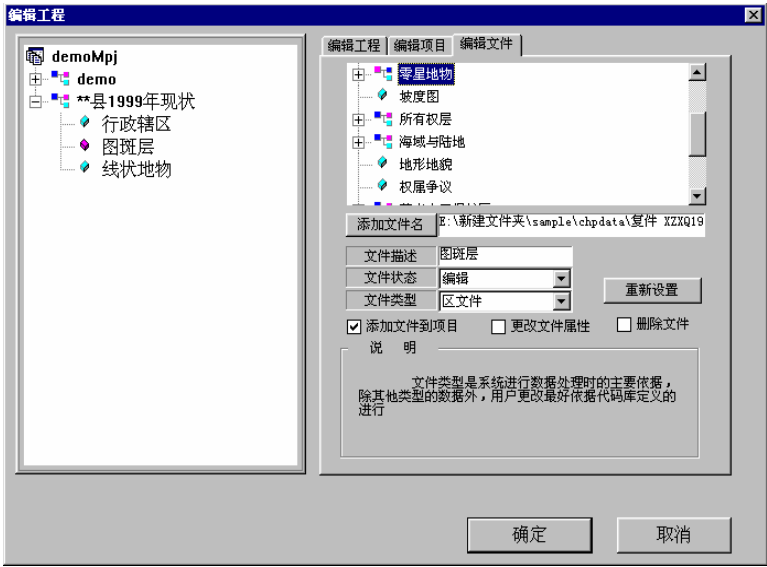 编辑工程
demoMpj
demo
**县1999年现状
行政辖区
图斑层
线状地物
编辑工程 编辑项目 编辑文件
零星地物
坡度图
所有权层
海域与陆地
地形地貌
权属争议
添加文件名 E:\新建文件夹\sample\chpdata\复件 XZXQ19
文件描述 图斑层
文件状态 编辑
文件类型 区文件
重新设置
添加文件到项目 更改文件属性 删除文件
说 明
文件类型是系统进行数据处理时的主要依据，
除其他类型的数据外，用户更改最好依据代码库定义的
进行
确定 取消